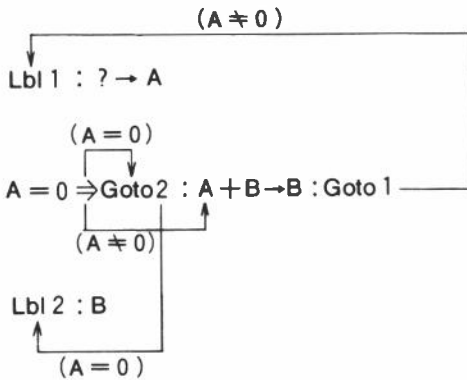 (A ≠ 0)
Lbl 1 : ? → A
(A = 0)
A = 0 ⇒ Goto 2 : A + B → B : Goto 1
(A ≠ 0)
Lbl 2 : B
(A = 0)